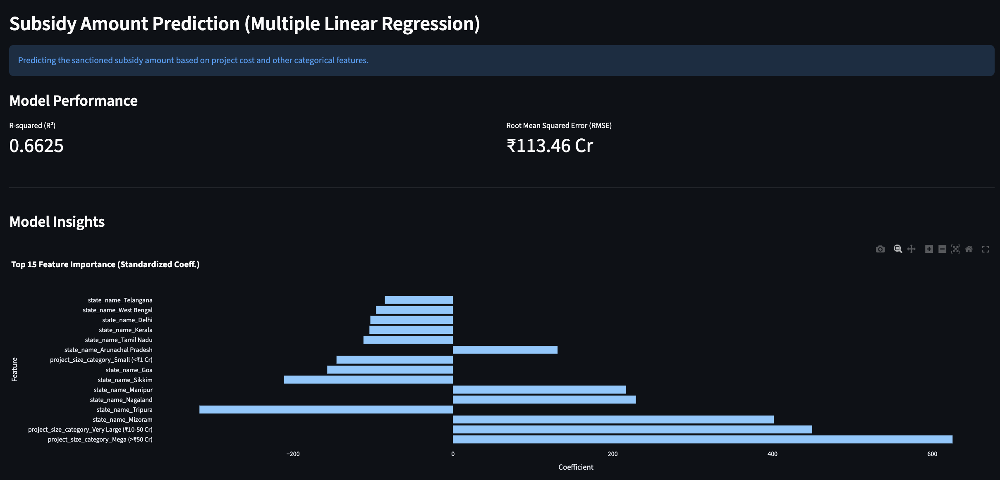 Subsidy Amount Prediction (Multiple Linear Regression)
Predicting the sanctioned subsidy amount based on project cost and other categorical features.
Model Performance
R-squared (R²)
0.6625
Root Mean Squared Error (RMSE)
₹113.46 Cr
Model Insights
Top 15 Feature Importance (Standardized Coeff.)
Feature
state_name_Telangana
state_name_West Bengal
state_name_Delhi
state_name_Kerala
state_name_Tamil Nadu
state_name_Arunachal Pradesh
project_size_category_Small (<₹1 Cr)
state_name_Goa
state_name_Sikkim
state_name_Manipur
state_name_Nagaland
state_name_Tripura
state_name_Mizoram
project_size_category_Very Large (₹10-50 Cr)
project_size_category_Mega (>₹50 Cr)
−200
0
200
400
600
Coefficient